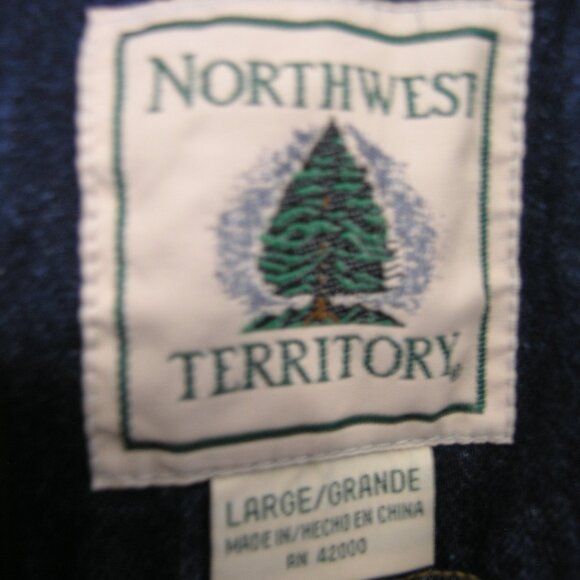 NORTHWEST
TERRITORY®
LARGE/GRANDE
MADE IN/HECHO EN CHINA
RN 42000